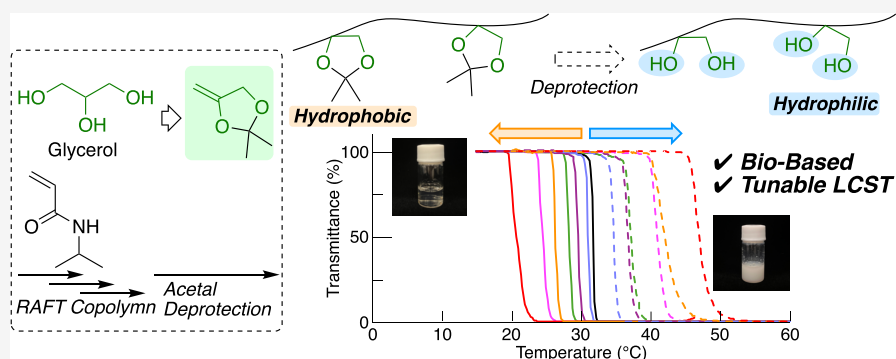 HO
OH
OH
Glycerol
O
O
O
N
H
RAFT Copolymn
Acetal
Deprotection
O
O
O
O
Hydrophobic
Deprotection
HO
OH
HO
HO
Hydrophilic
✔ Bio-Based
✔ Tunable LCST
Transmittance (%)
100
50
0
0
10
20
30
40
50
60
Temperature (°C)